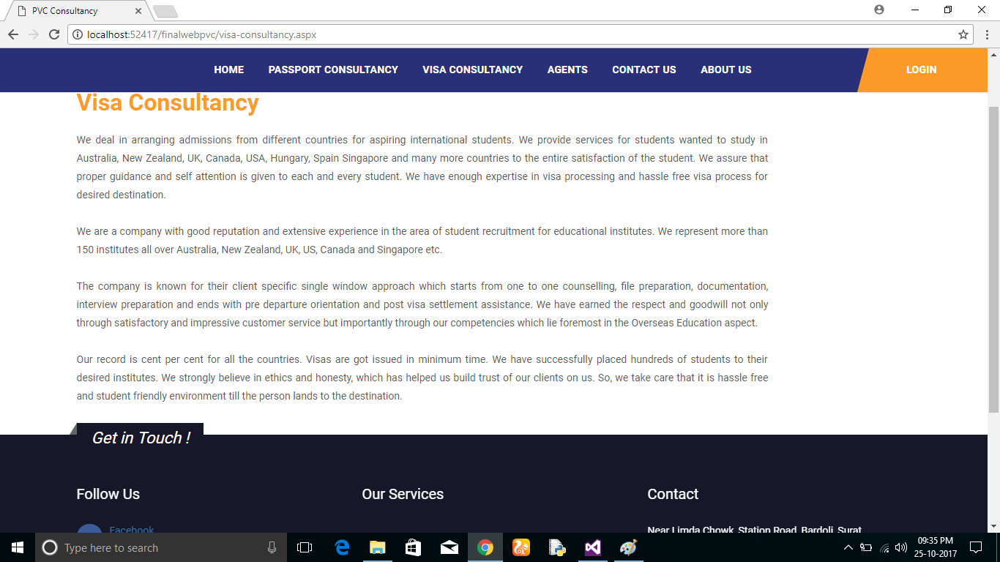 PVC Consultancy
localhost:52417/finalwebpvc/visa-consultancy.aspx
HOME PASSPORT CONSULTANCY VISA CONSULTANCY AGENTS CONTACT US ABOUT US LOGIN
Visa Consultancy
We deal in arranging admissions from different countries for aspiring international students. We provide services for students wanted to study in
Australia, New Zealand, UK, Canada, USA, Hungary, Spain Singapore and many more countries to the entire satisfaction of the student. We assure that
proper guidance and self attention is given to each and every student. We have enough expertise in visa processing and hassle free visa process for
desired destination.
We are a company with good reputation and extensive experience in the area of student recruitment for educational institutes. We represent more than
150 institutes all over Australia, New Zealand, UK, US, Canada and Singapore etc.
The company is known for their client specific single window approach which starts from one to one counselling, file preparation, documentation,
interview preparation and ends with pre departure orientation and post visa settlement assistance. We have earned the respect and goodwill not only
through satisfactory and impressive customer service but importantly through our competencies which lie foremost in the Overseas Education aspect.
Our record is cent per cent for all the countries. Visas are got issued in minimum time. We have successfully placed hundreds of students to their
desired institutes. We strongly believe in ethics and honesty, which has helped us build trust of our clients on us. So, we take care that it is hassle free
and student friendly environment till the person lands to the destination.
Get in Touch !
Follow Us Our Services Contact
Facebook Near Limda Chowk, Station Road, Bardoli, Surat
Type here to search
09:35 PM
25-10-2017